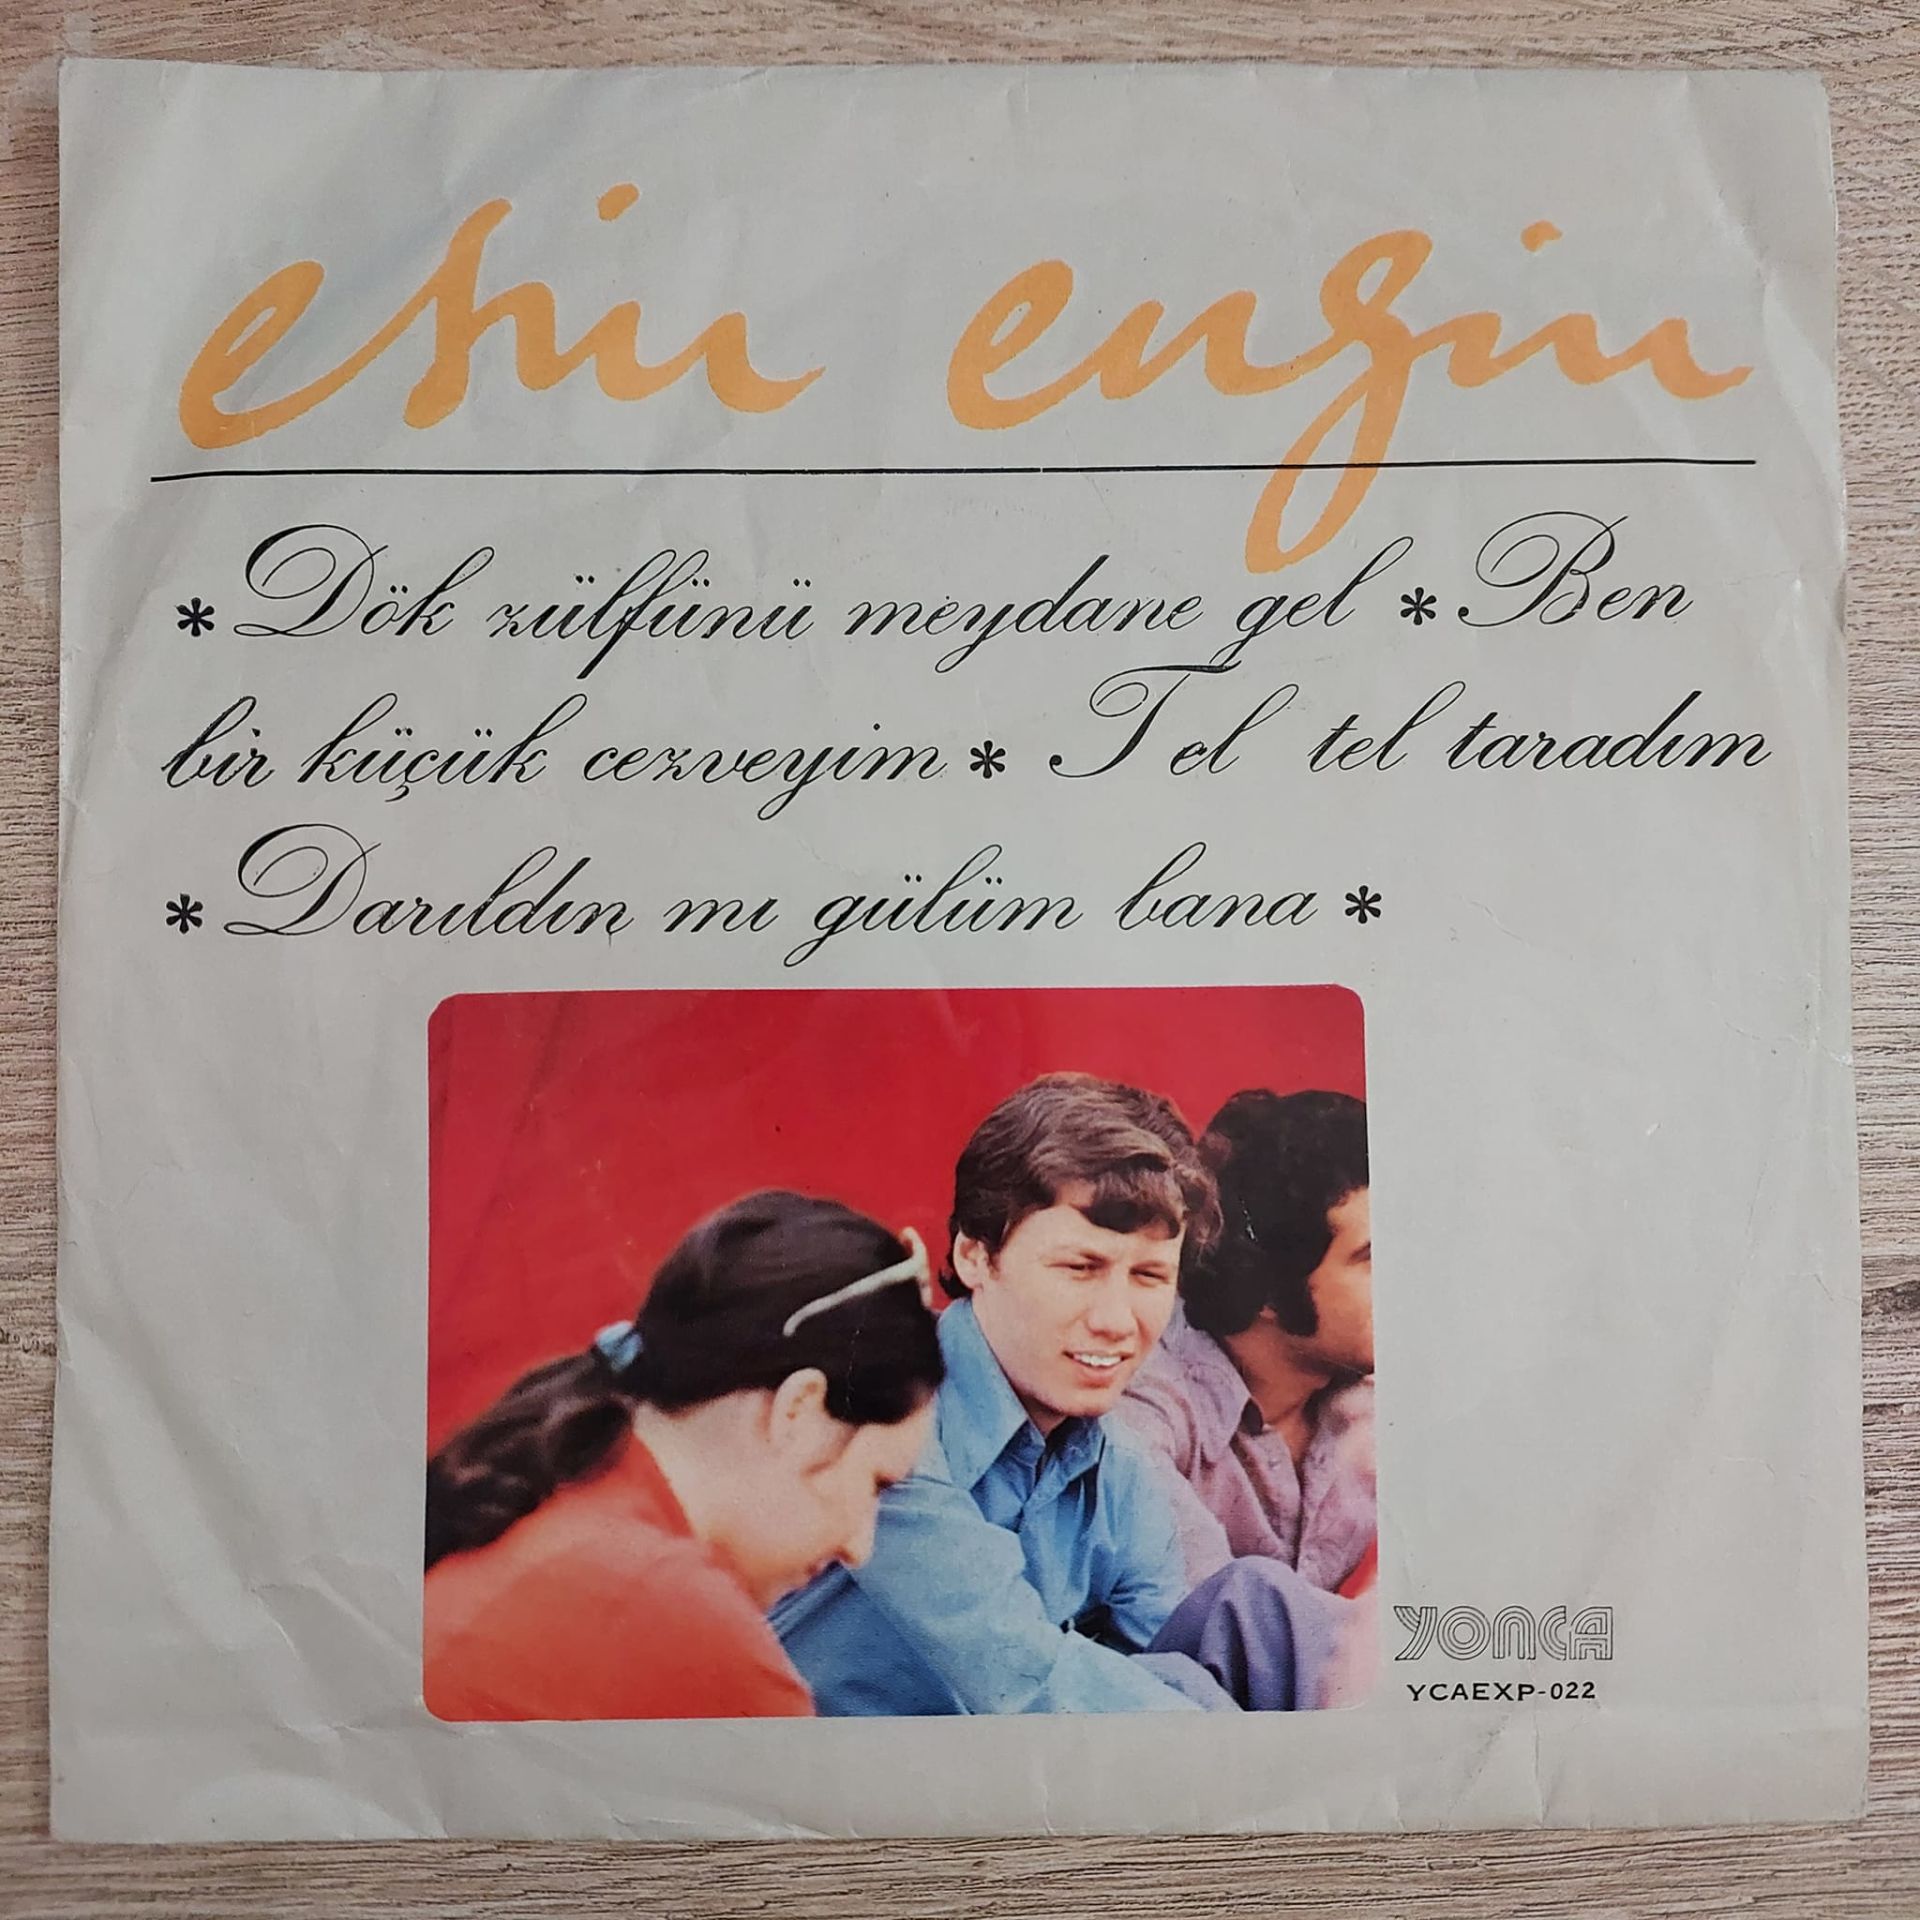 esin engin
* Dök zülfünü meydane gel * Ben
bir küçük cezveyim * Tel tel taradım
* Darıldın mı gülüm bana *
YONCA
YCAEXP-022